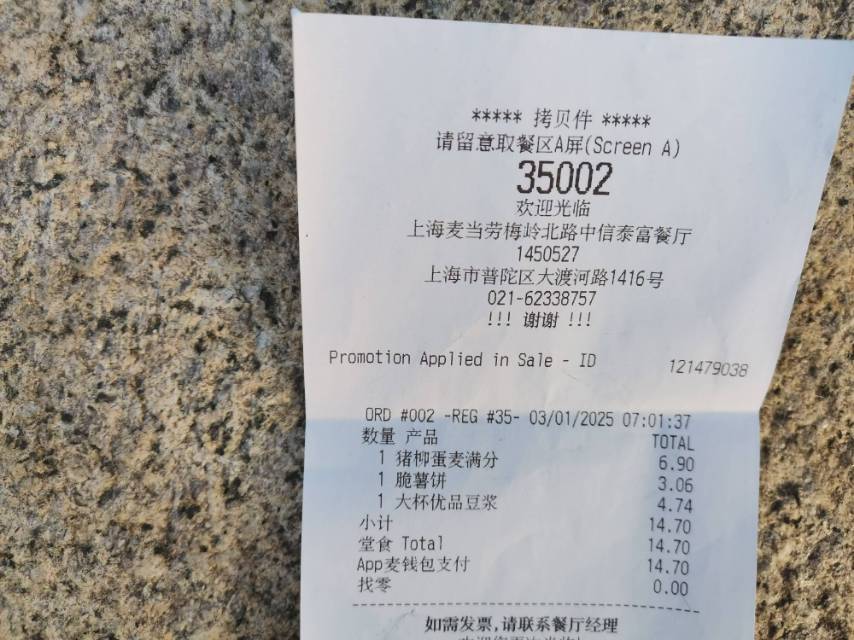 ***** 拷贝件 *****
请留意取餐区A屏(Screen A)
35002
欢迎光临
上海麦当劳梅岭北路中信泰富餐厅
1450527
上海市普陀区大渡河路1416号
021-62338757
!!! 谢谢 !!!
Promotion Applied in Sale - ID 121479038
ORD #002 -REG #35- 03/01/2025 07:01:37
数量 产品 TOTAL
1 猪柳蛋麦满分 6.90
1 脆薯饼 3.06
1 大杯优品豆浆 4.74
小计 14.70
堂食 Total 14.70
App麦钱包支付 14.70
找零 0.00
如需发票,请联系餐厅经理